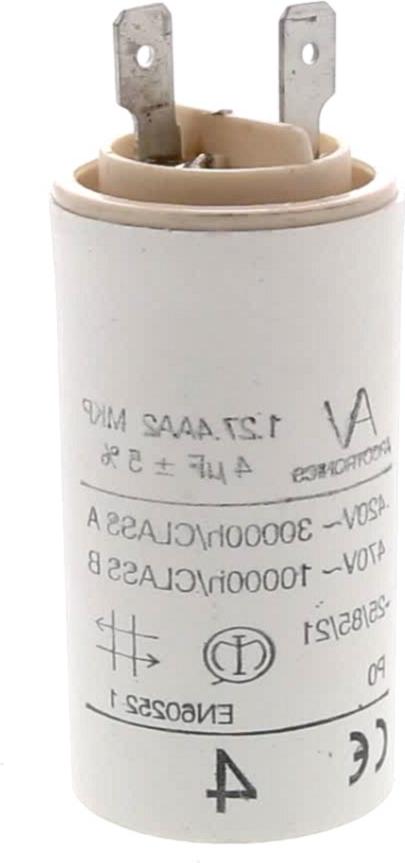 AV 1.27.4AA2 MKP
4 µF ± 5 %
420V~ 30000h/CLASS A
470V~ 10000h/CLASS B
-25/85/21
P0
EN60252-1
CE 4